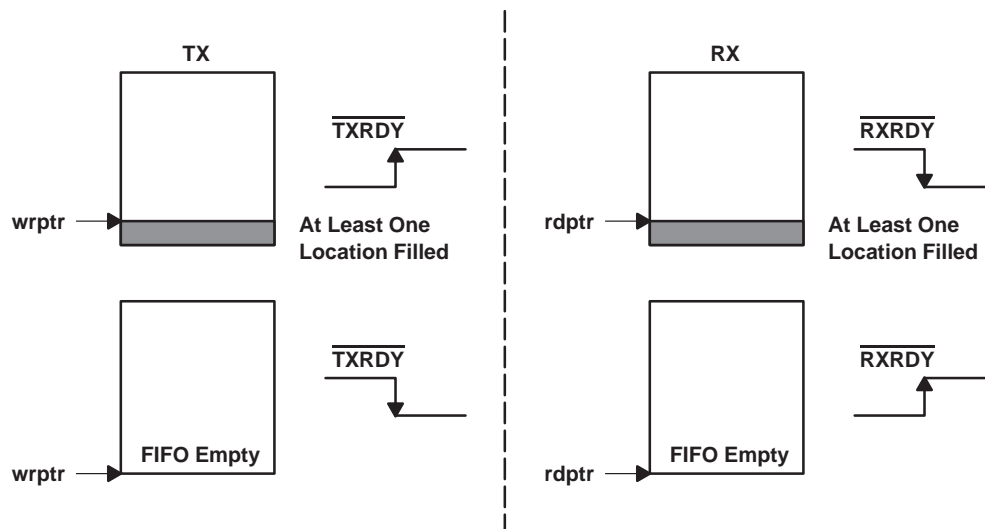 TX
TXRDY
wrptr
At Least One
Location Filled
TXRDY
FIFO Empty
wrptr
RX
RXRDY
rdptr
At Least One
Location Filled
RXRDY
FIFO Empty
rdptr